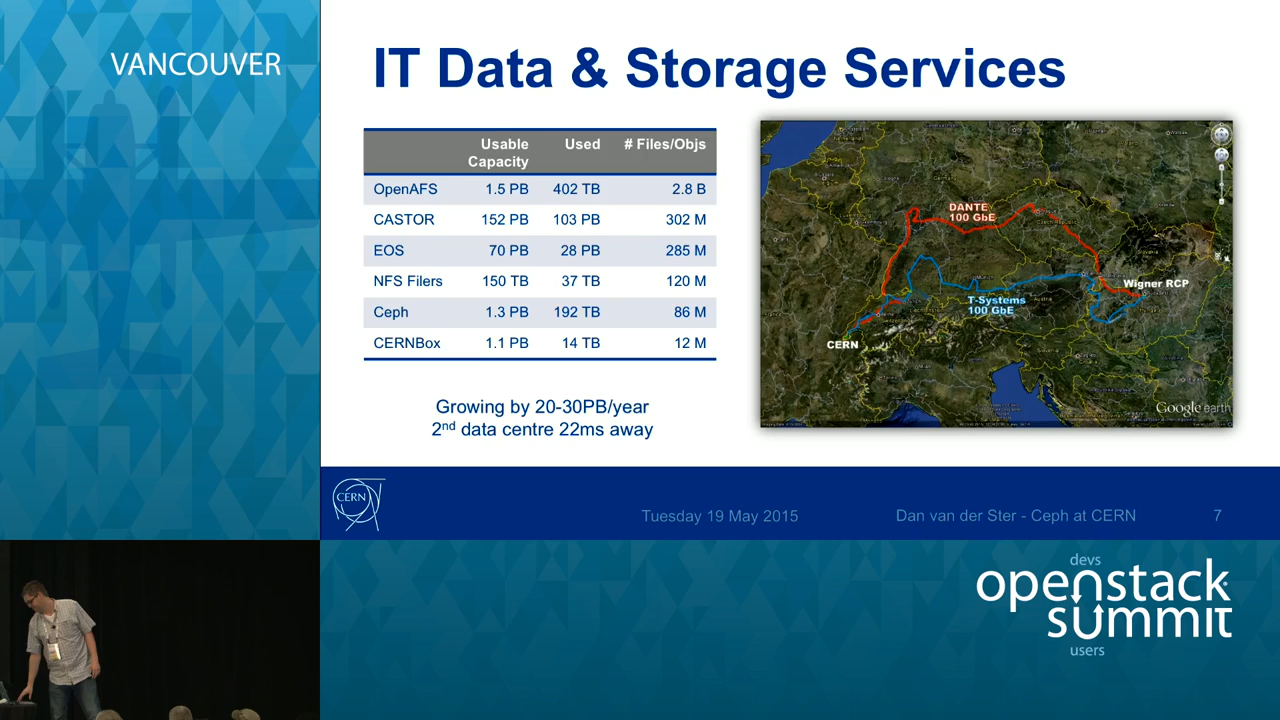 VANCOUVER
IT Data & Storage Services
Usable Capacity Used # Files/Objs
OpenAFS 1.5 PB 402 TB 2.8 B
CASTOR 152 PB 103 PB 302 M
EOS 70 PB 28 PB 285 M
NFS Filers 150 TB 37 TB 120 M
Ceph 1.3 PB 192 TB 86 M
CERNBox 1.1 PB 14 TB 12 M
Growing by 20-30PB/year
2nd data centre 22ms away
DANTE
100 GbE
Wigner RCP
T-Systems
100 GbE
CERN
Google earth
CERN
Tuesday 19 May 2015
Dan van der Ster - Ceph at CERN
7
devs
openstack
summit
users